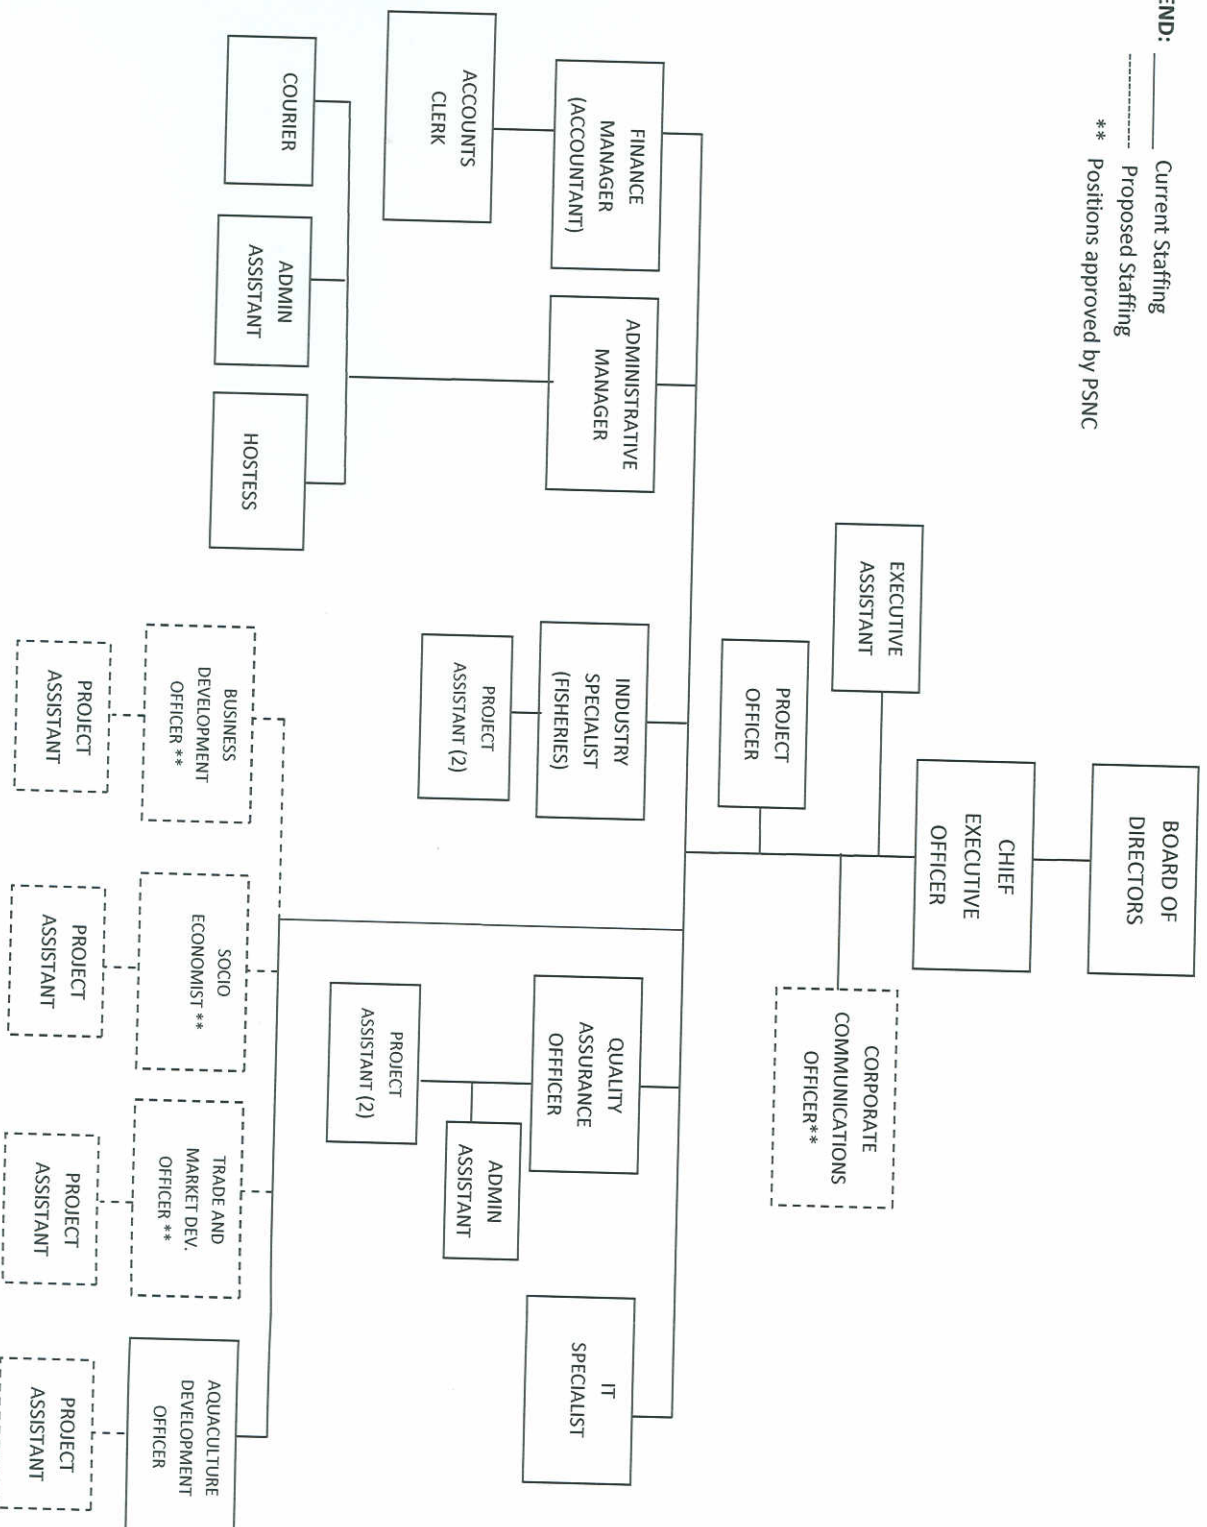 END:
Current Staffing
Proposed Staffing
** Positions approved by PSNC
BOARD OF
DIRECTORS
CHIEF
EXECUTIVE
OFFICER
EXECUTIVE
ASSISTANT
CORPORATE
COMMUNICATIONS
OFFICER**
PROJECT
OFFICER
FINANCE
MANAGER
(ACCOUNTANT)
ADMINISTRATIVE
MANAGER
INDUSTRY
SPECIALIST
(FISHERIES)
QUALITY
ASSURANCE
OFFICER
IT
SPECIALIST
ACCOUNTS
CLERK
PROJECT
ASSISTANT (2)
ADMIN
ASSISTANT
PROJECT
ASSISTANT (2)
COURIER
ADMIN
ASSISTANT
HOSTESS
BUSINESS
DEVELOPMENT
OFFICER **
SOCIO
ECONOMIST **
TRADE AND
MARKET DEV.
OFFICER **
AQUACULTURE
DEVELOPMENT
OFFICER
PROJECT
ASSISTANT
PROJECT
ASSISTANT
PROJECT
ASSISTANT
PROJECT
ASSISTANT